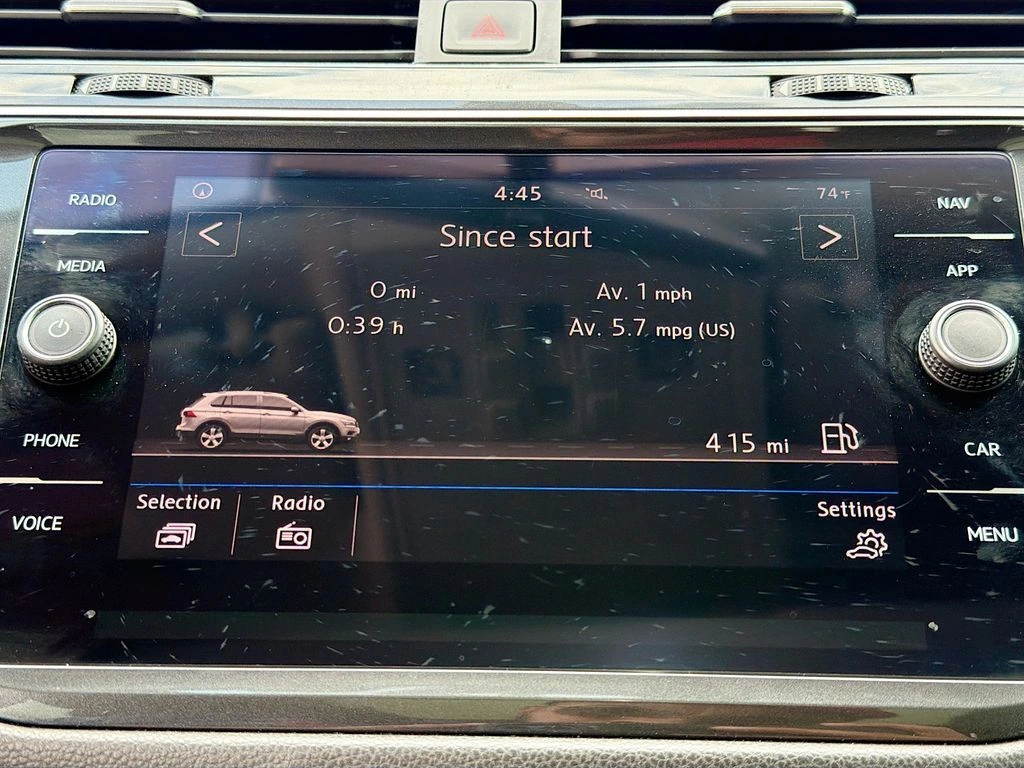 RADIO
MEDIA
PHONE
VOICE
4:45
74°F
<
Since start
>
0 mi
Av. 1 mph
0:39 h
Av. 5.7 mpg (US)
415 mi
Selection
Radio
Settings
NAV
APP
CAR
MENU